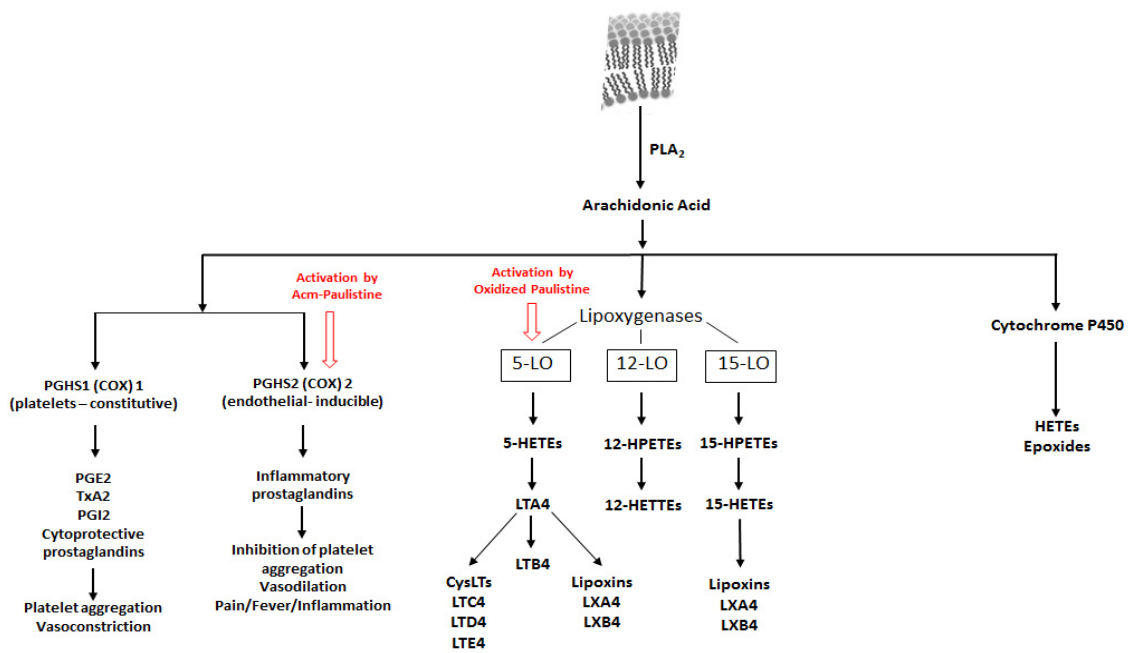 PLA2
Arachidonic Acid
Activation by
Acm-Paulistine
Activation by
Oxidized Paulistine
Lipoxygenases
Cytochrome P450
5-LO
12-LO
15-LO
PGHS1 (COX) 1
(platelets – constitutive)
PGHS2 (COX) 2
(endothelial- inducible)
HETEs
Epoxides
5-HETEs
12-HPETEs
15-HPETEs
PGE2
TxA2
PGI2
Cytoprotective
prostaglandins
Inflammatory
prostaglandins
LTA4
12-HETTEs
15-HETEs
Inhibition of platelet
aggregation
Vasodilation
Pain/Fever/Inflammation
LTB4
CysLTs
LTC4
LTD4
LTE4
Lipoxins
LXA4
LXB4
Lipoxins
LXA4
LXB4
Platelet aggregation
Vasoconstriction